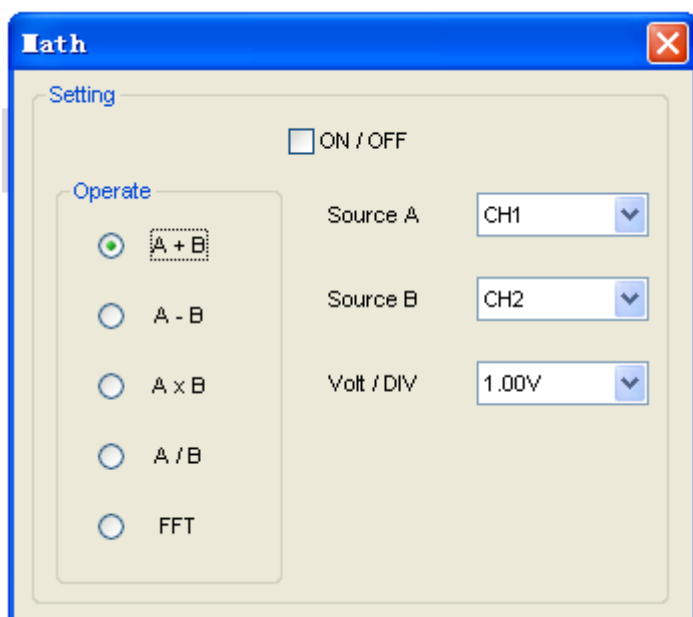 Math
Setting
ON / OFF
Operate
Source A CH1
A + B
Source B CH2
A - B
Volt / DIV 1.00V
A x B
A / B
FFT